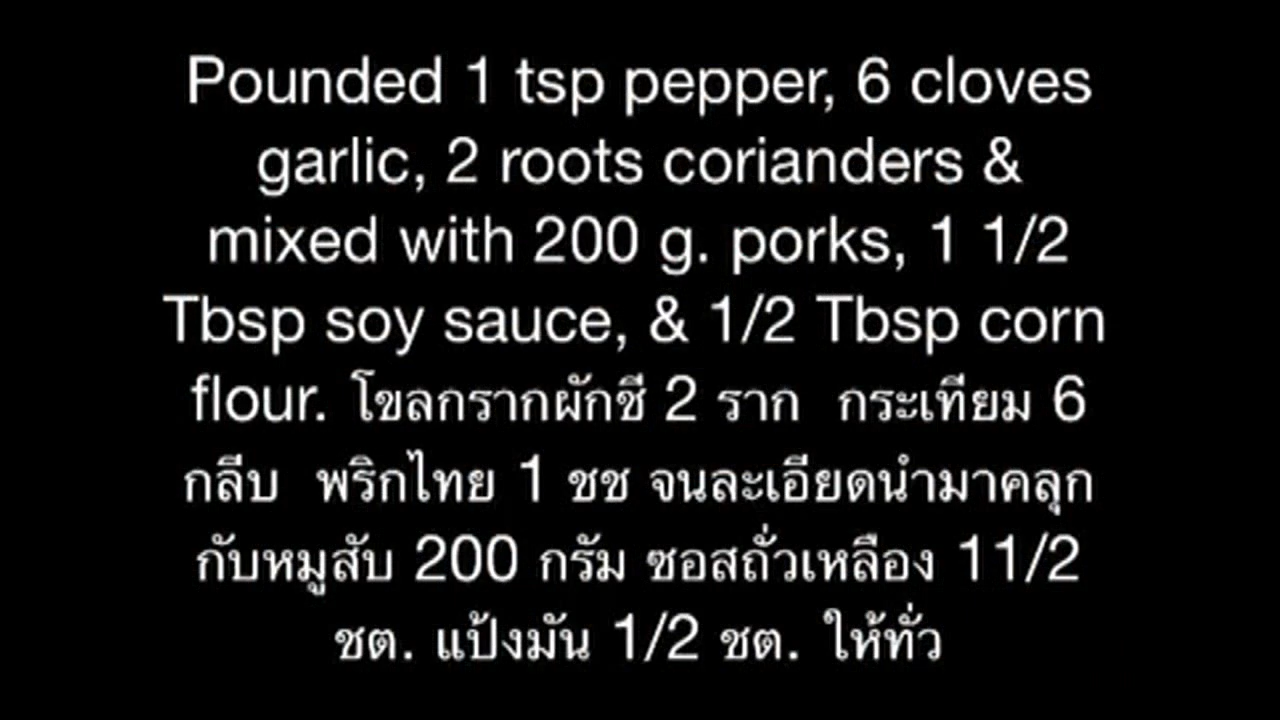 Pounded 1 tsp pepper, 6 cloves
garlic, 2 roots corianders &
mixed with 200 g. porks, 1 1/2
Tbsp soy sauce, & 1/2 Tbsp corn
flour. โขลกรากผักชี 2 ราก  กระเทียม 6
กลีบ  พริกไทย 1 ชช จนละเอียดนำมาคลุก
กับหมูสับ 200 กรัม ซอสถั่วเหลือง 11/2
ชต. แป้งมัน 1/2 ชต. ให้ทั่ว